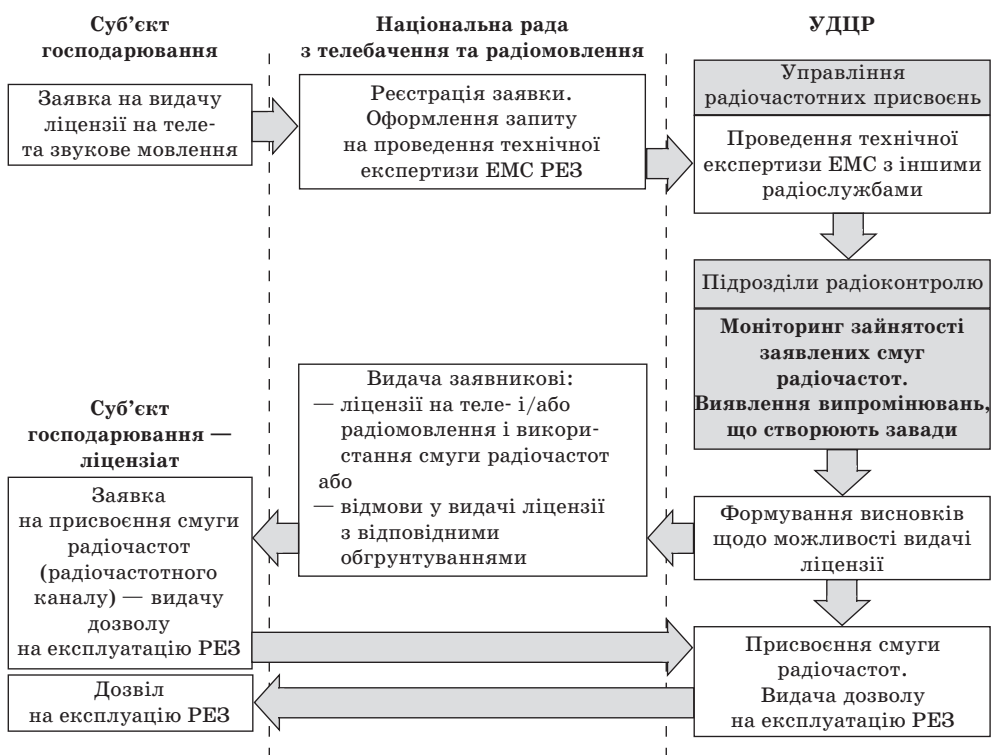 Суб’єкт
господарювання
Національна рада
з телебачення та радіомовлення
УДЦР
Заявка на видачу
ліцензії на теле-
та звукове мовлення
Реєстрація заявки.
Оформлення запиту
на проведення технічної
експертизи ЕМС РЕЗ
Управління
радіочастотних присвоєнь
Проведення технічної
експертизи ЕМС з іншими
радіослужбами
Підрозділи радіоконтролю
Моніторинг зайнятості
заявлених смуг
радіочастот.
Виявлення випромінювань,
що створюють завади
Формування висновків
щодо можливості видачі
ліцензії
Видача заявникові:
— ліцензії на теле- і/або
радіомовлення і викори-
стання смуги радіочастот
або
— відмови у видачі ліцензії
з відповідними
обгрунтуваннями
Суб’єкт
господарювання —
ліцензіат
Заявка
на присвоєння смуги
радіочастот
(радіочастотного
каналу) — видачу
дозволу
на експлуатацію РЕЗ
Присвоєння смуги
радіочастот.
Видача дозволу
на експлуатацію РЕЗ
Дозвіл
на експлуацію РЕЗ